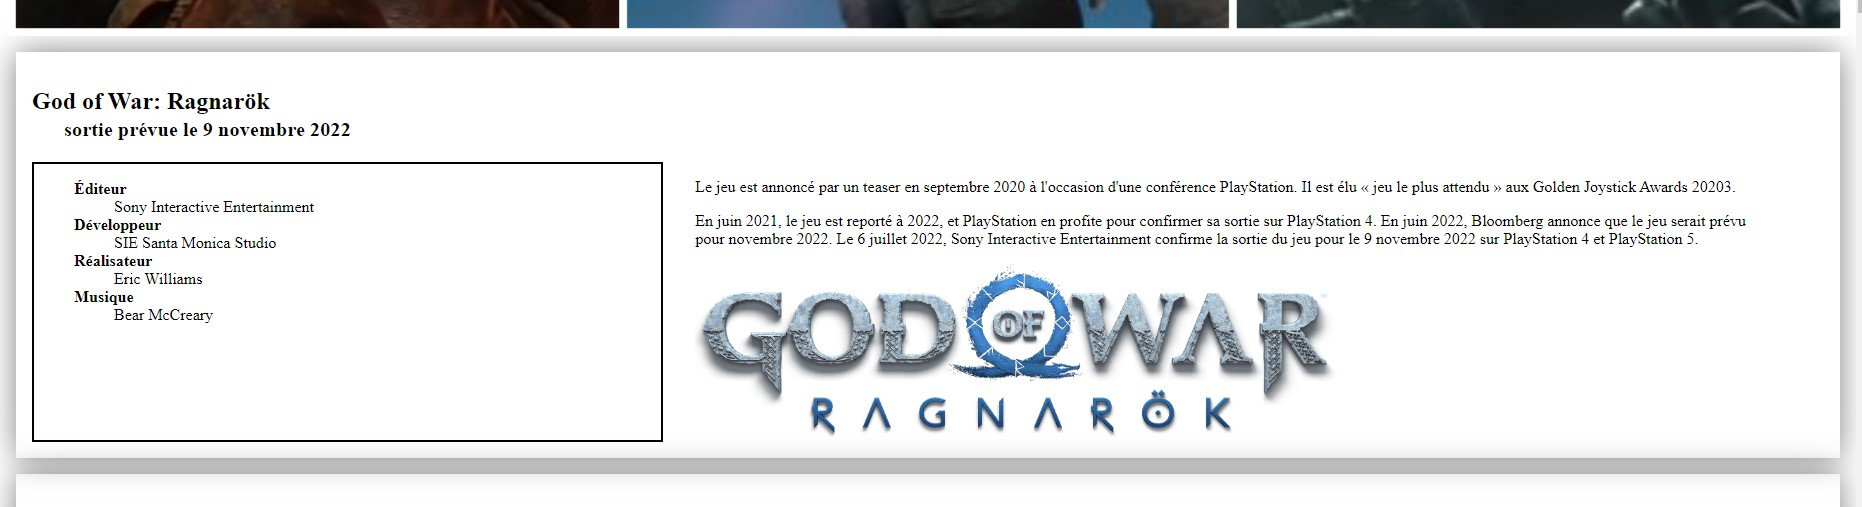 God of War: Ragnarök
sortie prévue le 9 novembre 2022
Éditeur
Sony Interactive Entertainment
Développeur
SIE Santa Monica Studio
Réalisateur
Eric Williams
Musique
Bear McCreary
Le jeu est annoncé par un teaser en septembre 2020 à l'occasion d'une conférence PlayStation. Il est élu « jeu le plus attendu » aux Golden Joystick Awards 20203.
En juin 2021, le jeu est reporté à 2022, et PlayStation en profite pour confirmer sa sortie sur PlayStation 4. En juin 2022, Bloomberg annonce que le jeu serait prévu
pour novembre 2022. Le 6 juillet 2022, Sony Interactive Entertainment confirme la sortie du jeu pour le 9 novembre 2022 sur PlayStation 4 et PlayStation 5.
GOD OF WAR
RAGNARÖK